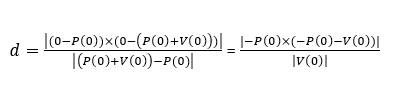 d = |(0−P(0))×(0−(P(0)+V(0)))| / |(P(0)+V(0))−P(0)| = |−P(0)×(−P(0)−V(0))| / |V(0)|